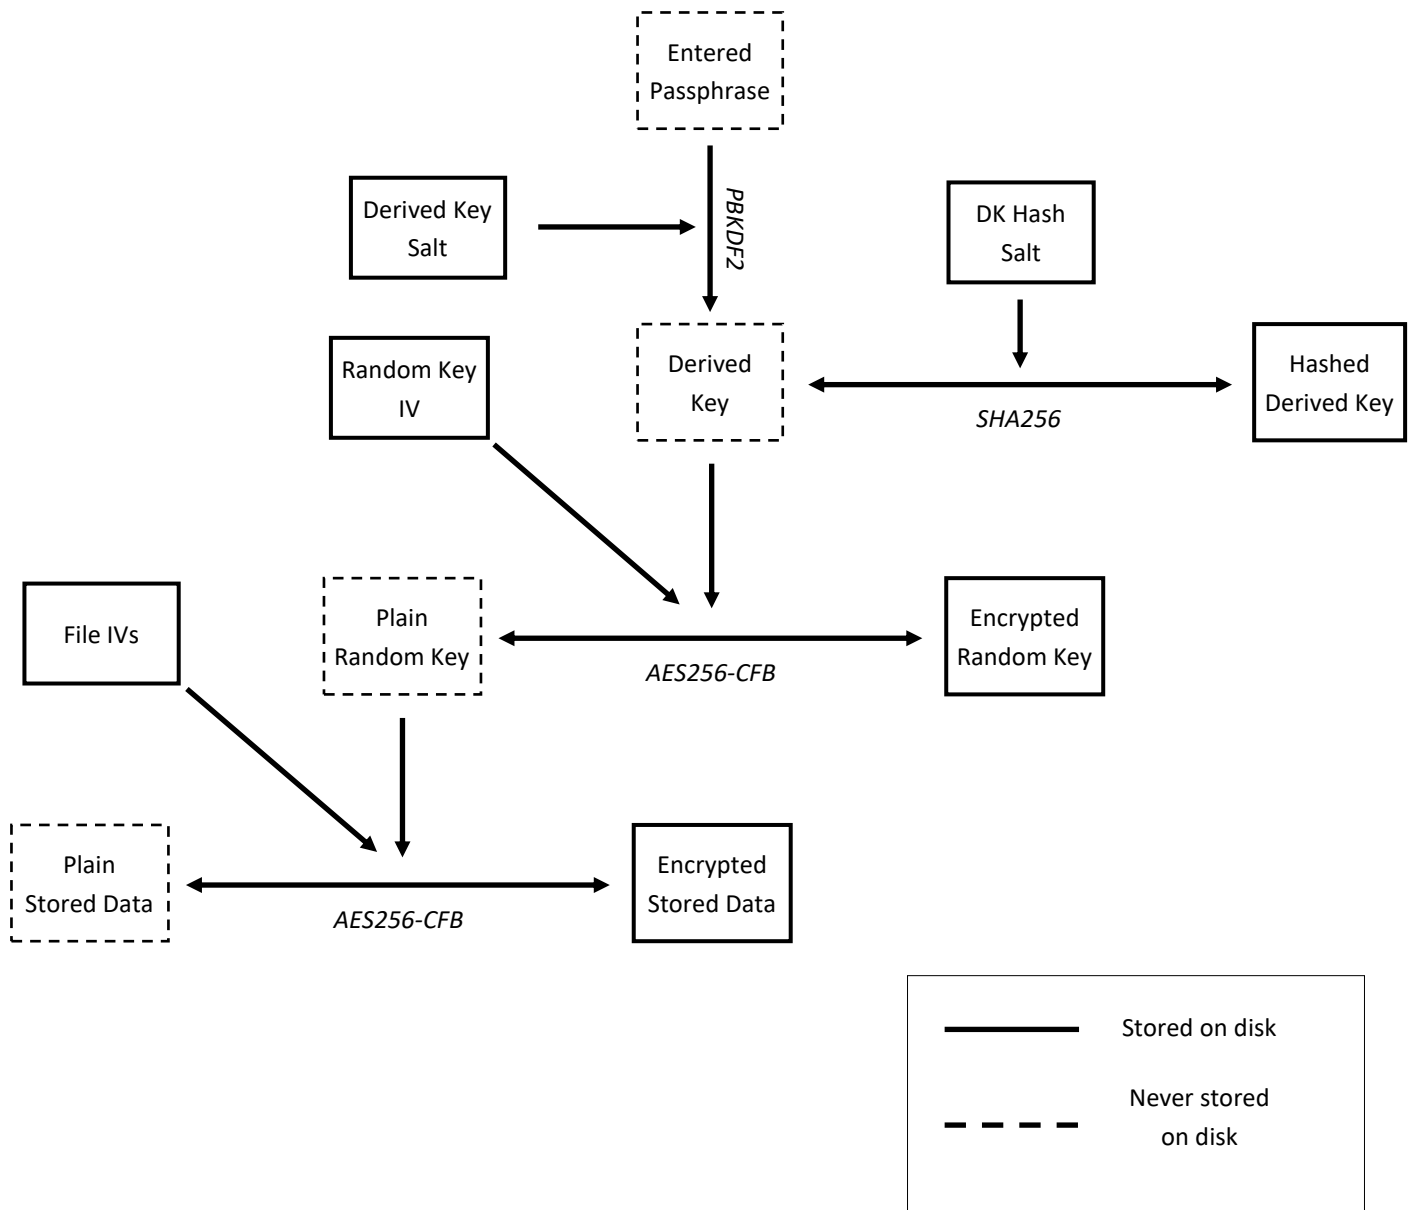 Entered
Passphrase
PBKDF2
Derived Key
Salt
DK Hash
Salt
Random Key
IV
Derived
Key
SHA256
Hashed
Derived Key
File IVs
Plain
Random Key
AES256-CFB
Encrypted
Random Key
Plain
Stored Data
AES256-CFB
Encrypted
Stored Data
Stored on disk
Never stored
on disk